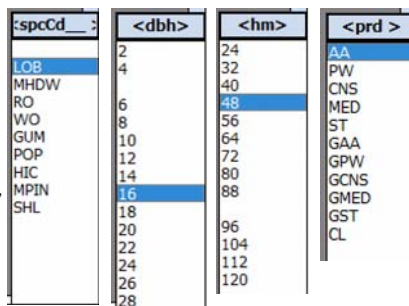 <spcCd__ >
LOB
MHDW
RO
WO
GUM
POP
HIC
MPIN
SHL
<dbh>
2
4
6
8
10
12
14
16
18
20
22
24
26
28
<hm>
24
32
40
48
56
64
72
80
88
96
104
112
120
<prd >
AA
PW
CNS
MED
ST
GAA
GPW
GCNS
GMED
GST
CL